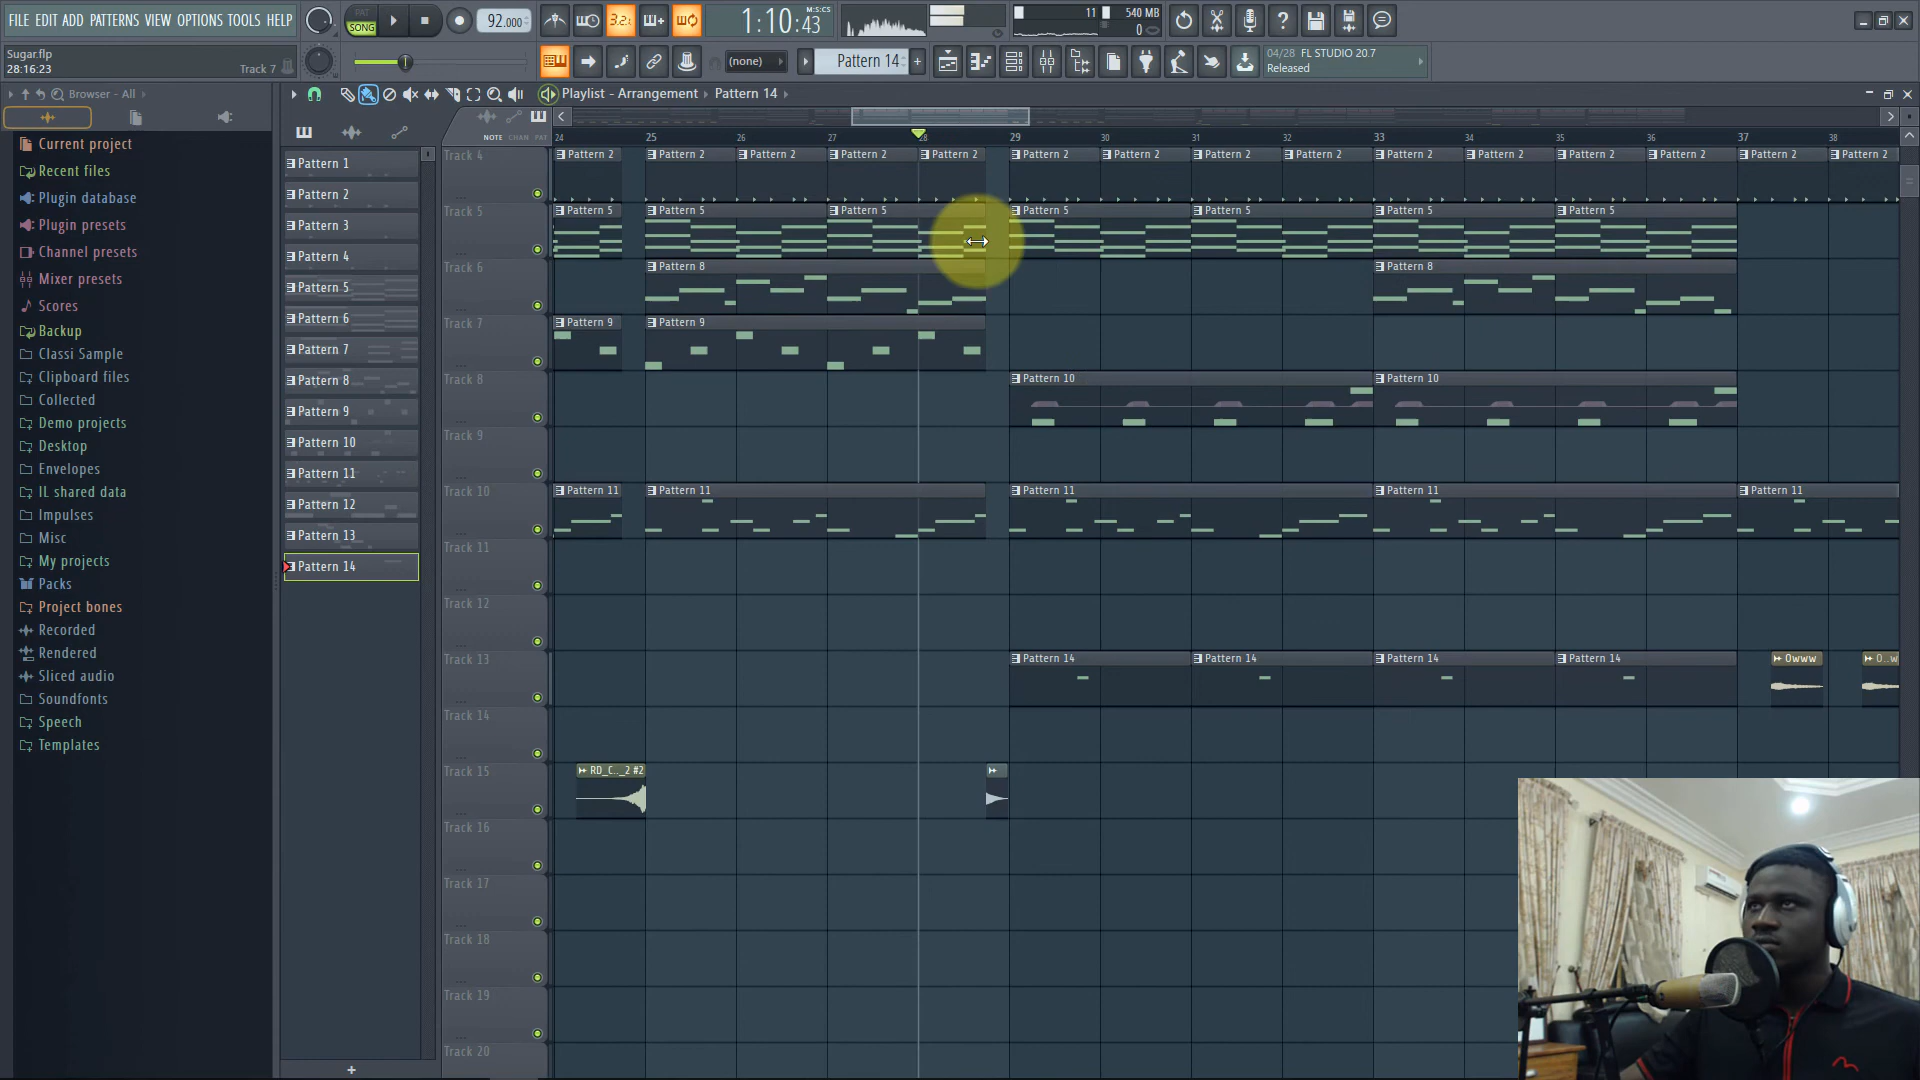 FILE EDIT ADD PATTERNS VIEW OPTIONS TOOLS HELP
PAT
SONG
92.000
3.2.
1:10:43
M:S:CS
11
540 MB
0
Sugar.flp
28:16:23
Track 7
(none)
Pattern 14
04/28 FL STUDIO 20.7
Released
Browser - All
Playlist - Arrangement
Pattern 14
NOTE CHAN PAT
24 25 26 27 28 29 30 31 32 33 34 35 36 37 38
Current project
Recent files
Plugin database
Plugin presets
Channel presets
Mixer presets
Scores
Backup
Classi Sample
Clipboard files
Collected
Demo projects
Desktop
Envelopes
IL shared data
Impulses
Misc
My projects
Packs
Project bones
Recorded
Rendered
Sliced audio
Soundfonts
Speech
Templates
Pattern 1
Pattern 2
Pattern 3
Pattern 4
Pattern 5
Pattern 6
Pattern 7
Pattern 8
Pattern 9
Pattern 10
Pattern 11
Pattern 12
Pattern 13
Pattern 14
Track 4
Pattern 2 Pattern 2 Pattern 2 Pattern 2 Pattern 2 Pattern 2 Pattern 2 Pattern 2 Pattern 2 Pattern 2 Pattern 2 Pattern 2 Pattern 2 Pattern 2 Pattern 2
Track 5
Pattern 5 Pattern 5 Pattern 5 Pattern 5 Pattern 5 Pattern 5 Pattern 5
Track 6
Pattern 8 Pattern 8
Track 7
Pattern 9 Pattern 9
Track 8
Pattern 10 Pattern 10
Track 9
Track 10
Pattern 11 Pattern 11 Pattern 11 Pattern 11 Pattern 11
Track 11
Track 12
Track 13
Pattern 14 Pattern 14 Pattern 14 Pattern 14 Owww O..w
Track 14
Track 15
RD_C.._2 #2
Track 16
Track 17
Track 18
Track 19
Track 20